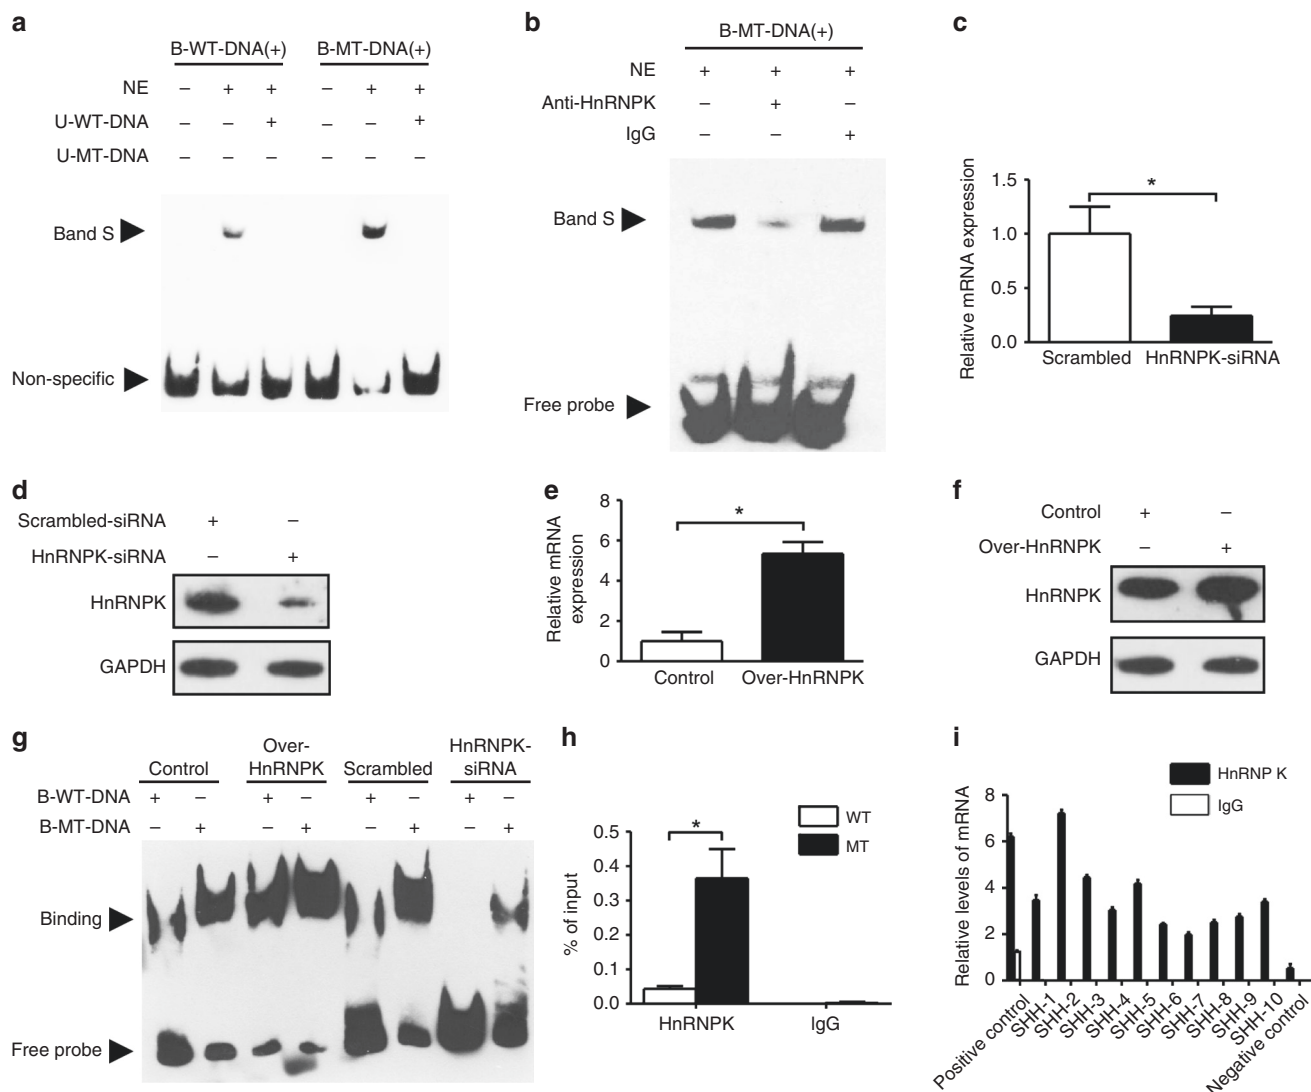 a
B-WT-DNA(+) B-MT-DNA(+)
NE – + + – + +
U-WT-DNA – – + – – +
U-MT-DNA – – – – – –
Band S
Non-specific
b
B-MT-DNA(+)
NE + + +
Anti-HnRNPK – + –
IgG – – +
Band S
Free probe
c
Relative mRNA expression
1.5
1.0
0.5
0.0
*
Scrambled HnRNPK-siRNA
d
Scrambled-siRNA + –
HnRNPK-siRNA – +
HnRNPK
GAPDH
e
Relative mRNA
expression
8
6
4
2
0
*
Control Over-HnRNPK
f
Control + –
Over-HnRNPK – +
HnRNPK
GAPDH
g
Control Over-HnRNPK Scrambled HnRNPK-siRNA
B-WT-DNA + – + – + – + –
B-MT-DNA – + – + – + – +
Binding
Free probe
h
WT
MT
% of input
0.5
0.4
0.3
0.2
0.1
0.0
*
HnRNPK IgG
i
HnRNP K
IgG
Relative levels of mRNA
8
6
4
2
0
Positive control
SHH-1
SHH-2
SHH-3
SHH-4
SHH-5
SHH-6
SHH-7
SHH-8
SHH-9
SHH-10
Negative control